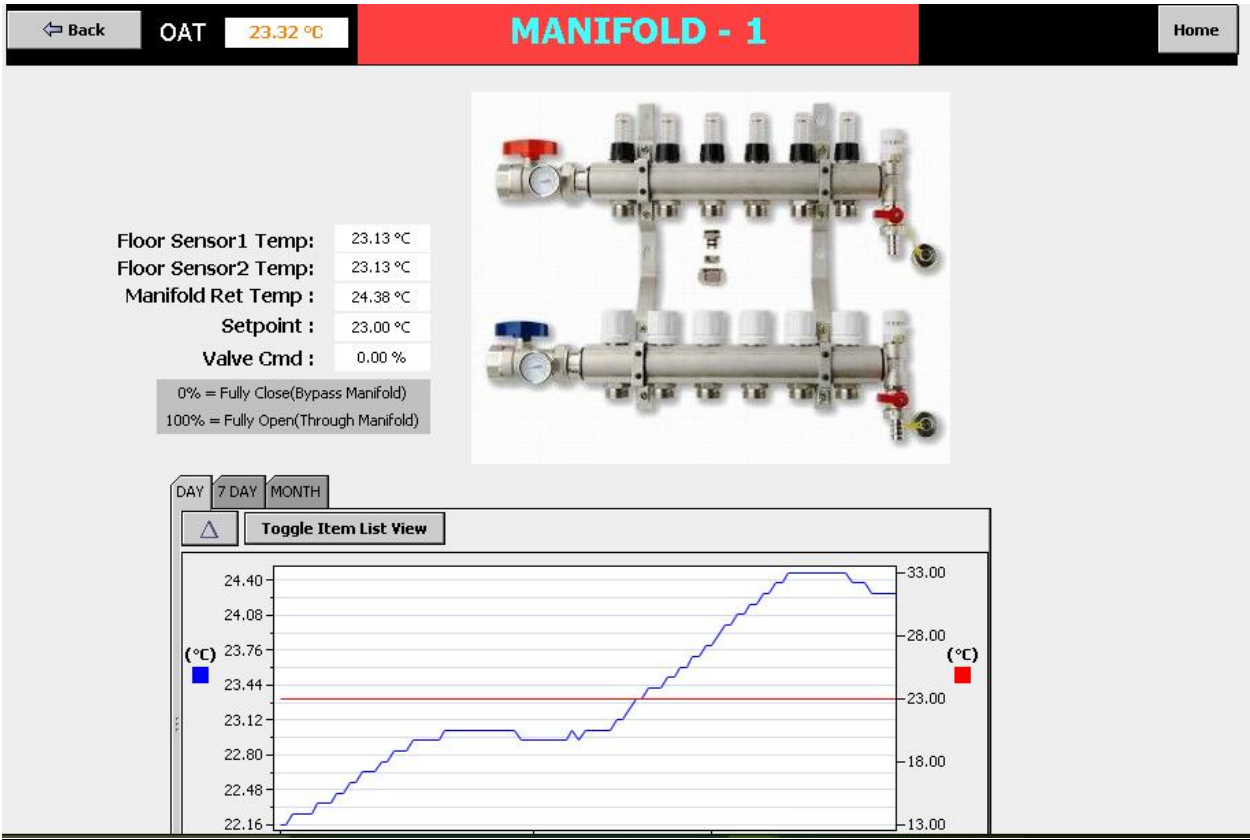 Back OAT 23.32 °C MANIFOLD - 1 Home
Floor Sensor1 Temp: 23.13 °C
Floor Sensor2 Temp: 23.13 °C
Manifold Ret Temp : 24.38 °C
Setpoint : 23.00 °C
Valve Cmd : 0.00 %
0% = Fully Close(Bypass Manifold)
100% = Fully Open(Through Manifold)
DAY 7 DAY MONTH
Toggle Item List View
24.40 33.00
24.08
28.00
(°C) 23.76 (°C)
23.44
23.00
23.12
22.80 18.00
22.48
22.16 13.00